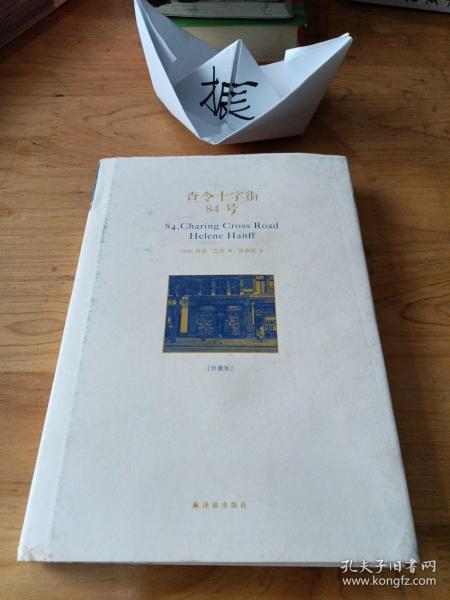 振
查令十字街
84号
84,Charing Cross Road
Helene Hanff
[珍藏版]
译林出版社
孔夫子旧书网
www.kongfz.com